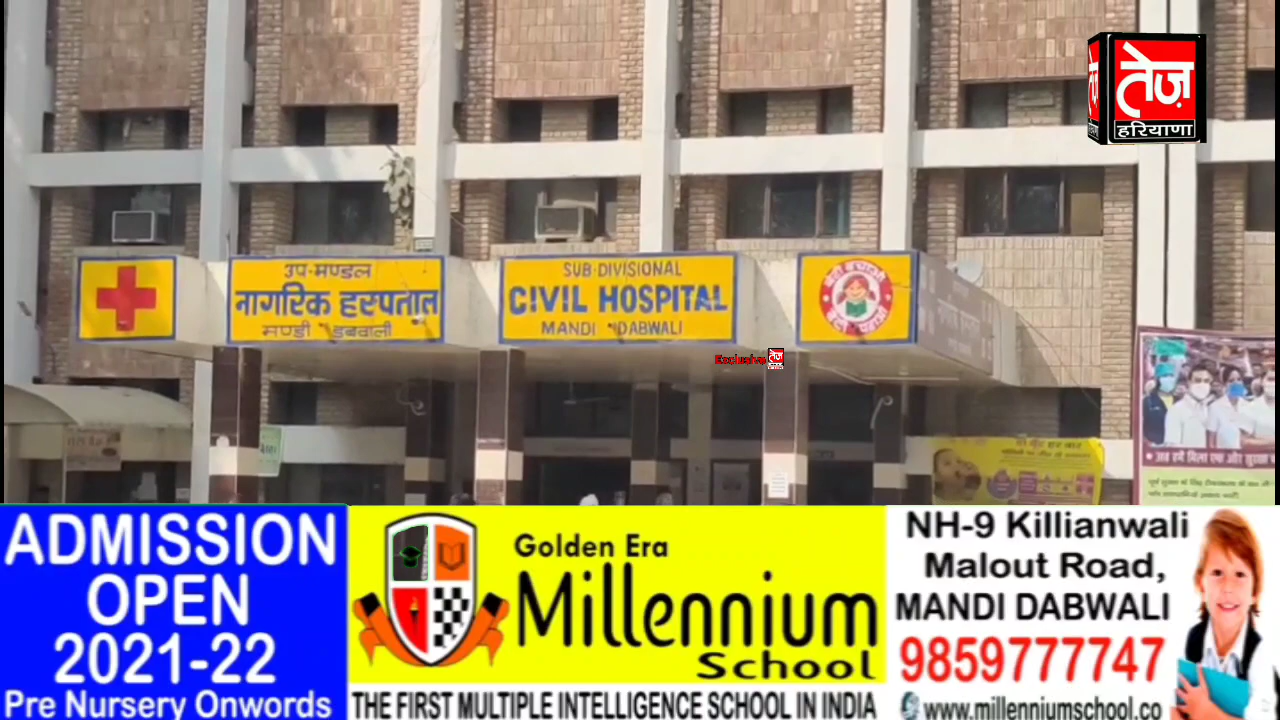 तेज़
हरियाणा
उप-मण्डल
नागरिक हस्पताल
मण्डी डबवाली
SUB-DIVISIONAL
CIVIL HOSPITAL
MANDI DABWALI
बेटी बचाओ
बेटी पढ़ाओ
Exclusive तेज़
ADMISSION
OPEN
2021-22
Pre Nursery Onwords
Golden Era
Millennium
School
THE FIRST MULTIPLE INTELLIGENCE SCHOOL IN INDIA
NH-9 Killianwali
Malout Road,
MANDI DABWALI
9859777747
www.millenniumschool.co